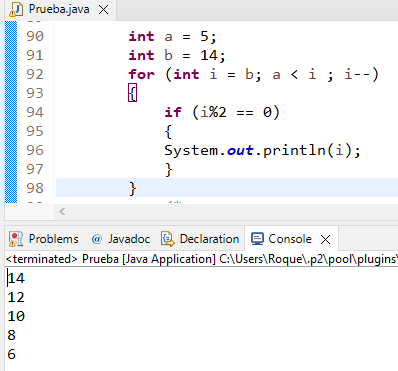 Prueba.java
90 int a = 5;
91 int b = 14;
92 for (int i = b; a < i ; i--)
93 {
94 if (i%2 == 0)
95 {
96 System.out.println(i);
97 }
98 }
Problems @ Javadoc Declaration Console
<terminated> Prueba [Java Application] C:\Users\Roque\.p2\pool\plugins\
14
12
10
8
6